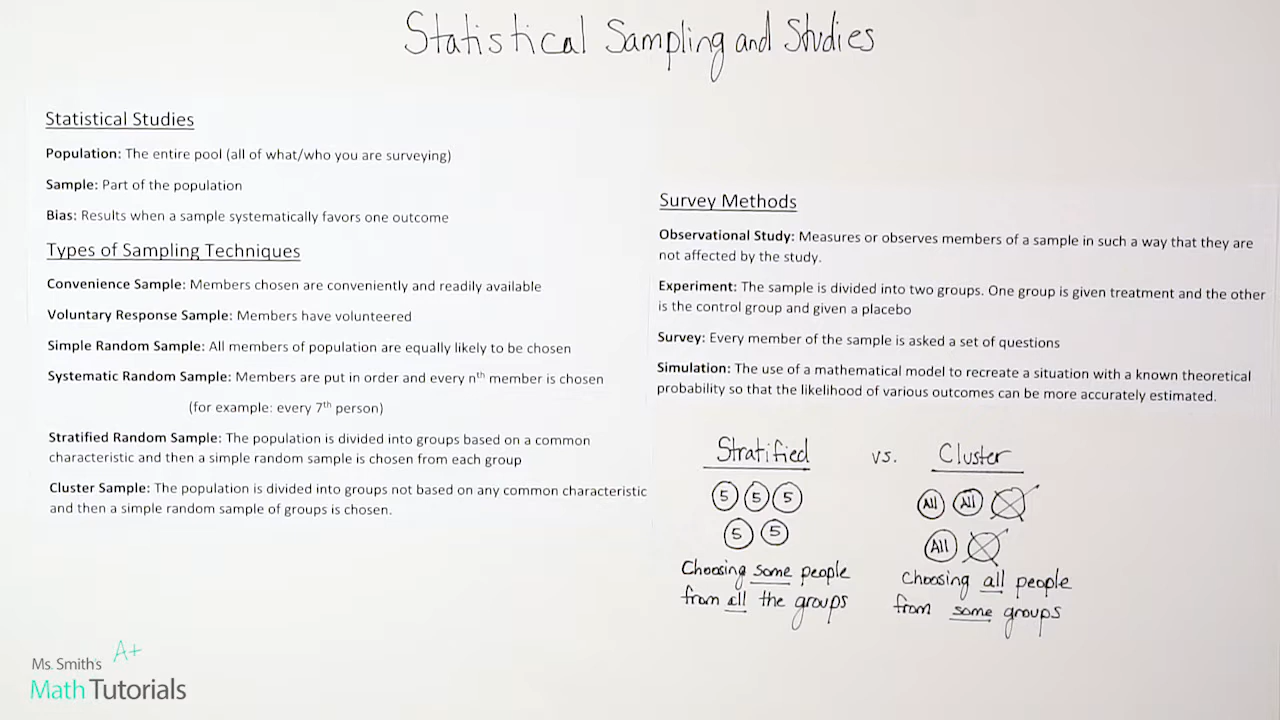 Statistical Sampling and Studies
Statistical Studies
Population: The entire pool (all of what/who you are surveying)
Sample: Part of the population
Bias: Results when a sample systematically favors one outcome
Types of Sampling Techniques
Convenience Sample: Members chosen are conveniently and readily available
Voluntary Response Sample: Members have volunteered
Simple Random Sample: All members of population are equally likely to be chosen
Systematic Random Sample: Members are put in order and every nth member is chosen
(for example: every 7th person)
Stratified Random Sample: The population is divided into groups based on a common
characteristic and then a simple random sample is chosen from each group
Cluster Sample: The population is divided into groups not based on any common characteristic
and then a simple random sample of groups is chosen.
Survey Methods
Observational Study: Measures or observes members of a sample in such a way that they are
not affected by the study.
Experiment: The sample is divided into two groups. One group is given treatment and the other
is the control group and given a placebo
Survey: Every member of the sample is asked a set of questions
Simulation: The use of a mathematical model to recreate a situation with a known theoretical
probability so that the likelihood of various outcomes can be more accurately estimated.
Stratified vs. Cluster
5 5 5
5 5
Choosing some people
from all the groups
All All
All
Choosing all people
from some groups
A+
Ms. Smith's
Math Tutorials